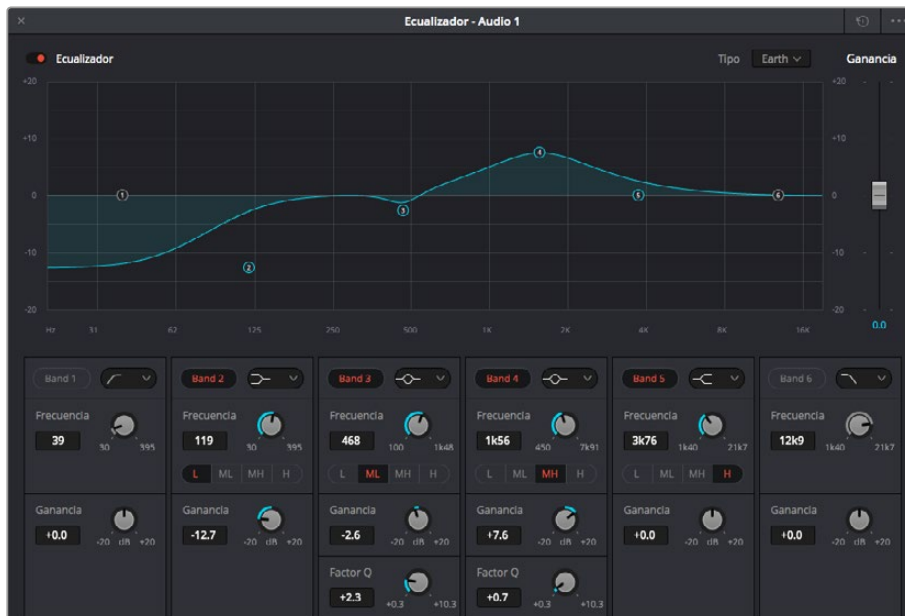 Ecualizador - Audio 1
Ecualizador
Tipo Earth Ganancia
+20 +20
+10 +10
0 0
-10 -10
-20 -20
1 2 3 4 5 6
Hz 31 62 125 250 500 1K 2K 4K 8K 16K
0.0
Band 1 Band 2 Band 3 Band 4 Band 5 Band 6
Frecuencia Frecuencia Frecuencia Frecuencia Frecuencia Frecuencia
39 119 468 1k56 3k76 12k9
30 395 30 395 100 1k48 450 7k91 1k40 21k7 1k40 21k7
L ML MH H L ML MH H L ML MH H L ML MH H
Ganancia Ganancia Ganancia Ganancia Ganancia Ganancia
+0.0 -12.7 -2.6 +7.6 +0.0 +0.0
-20 dB +20 -20 dB +20 -20 dB +20 -20 dB +20 -20 dB +20 -20 dB +20
Factor Q Factor Q
+2.3 +0.7
+0.3 +10.3 +0.3 +10.3